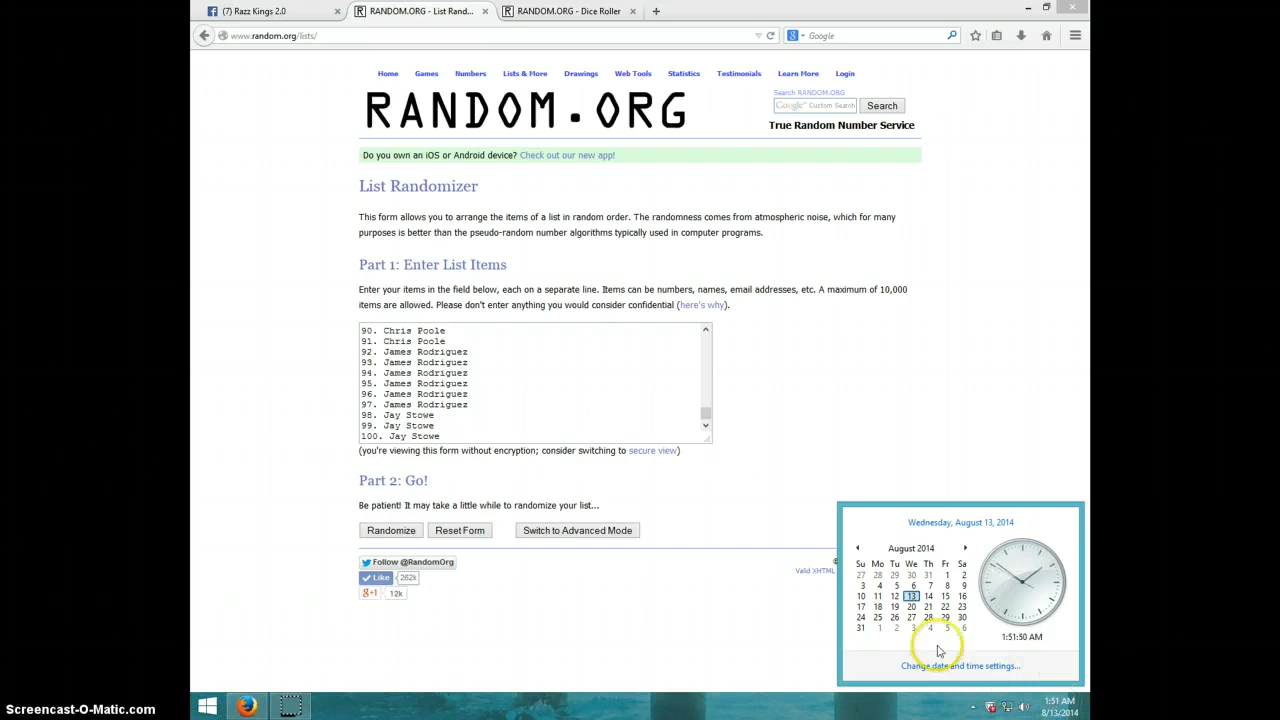 (7) Razz Kings 2.0
RANDOM.ORG - List Rand...
RANDOM.ORG - Dice Roller
www.random.org/lists/
Google
Home Games Numbers Lists & More Drawings Web Tools Statistics Testimonials Learn More Login
RANDOM.ORG
Search RANDOM.ORG
Google™ Custom Search Search
True Random Number Service
Do you own an iOS or Android device? Check out our new app!
List Randomizer
This form allows you to arrange the items of a list in random order. The randomness comes from atmospheric noise, which for many
purposes is better than the pseudo-random number algorithms typically used in computer programs.
Part 1: Enter List Items
Enter your items in the field below, each on a separate line. Items can be numbers, names, email addresses, etc. A maximum of 10,000
items are allowed. Please don't enter anything you would consider confidential (here's why).
90. Chris Poole
91. Chris Poole
92. James Rodriguez
93. James Rodriguez
94. James Rodriguez
95. James Rodriguez
96. James Rodriguez
97. James Rodriguez
98. Jay Stowe
99. Jay Stowe
100. Jay Stowe
(you're viewing this form without encryption; consider switching to secure view)
Part 2: Go!
Be patient! It may take a little while to randomize your list...
Randomize Reset Form Switch to Advanced Mode
Follow @RandomOrg
Like 262k
g+1 12k
Valid XHTML
Wednesday, August 13, 2014
August 2014
Su Mo Tu We Th Fr Sa
27 28 29 30 31 1 2
3 4 5 6 7 8 9
10 11 12 13 14 15 16
17 18 19 20 21 22 23
24 25 26 27 28 29 30
31 1 2 3 4 5 6
1:51:50 AM
Change date and time settings...
1:51 AM
8/13/2014
Screencast-O-Matic.com